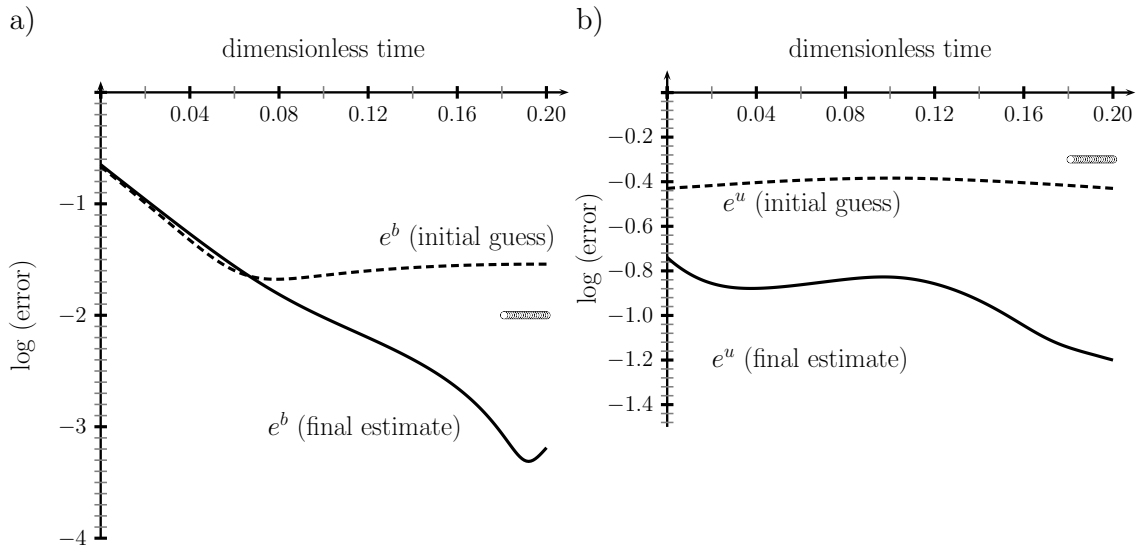 a)
dimensionless time
0.04 0.08 0.12 0.16 0.20
−1
−2
−3
−4
log (error)
e^b (initial guess)
e^b (final estimate)
b)
dimensionless time
0.04 0.08 0.12 0.16 0.20
−0.2
−0.4
−0.6
−0.8
−1.0
−1.2
−1.4
log (error)
e^u (initial guess)
e^u (final estimate)